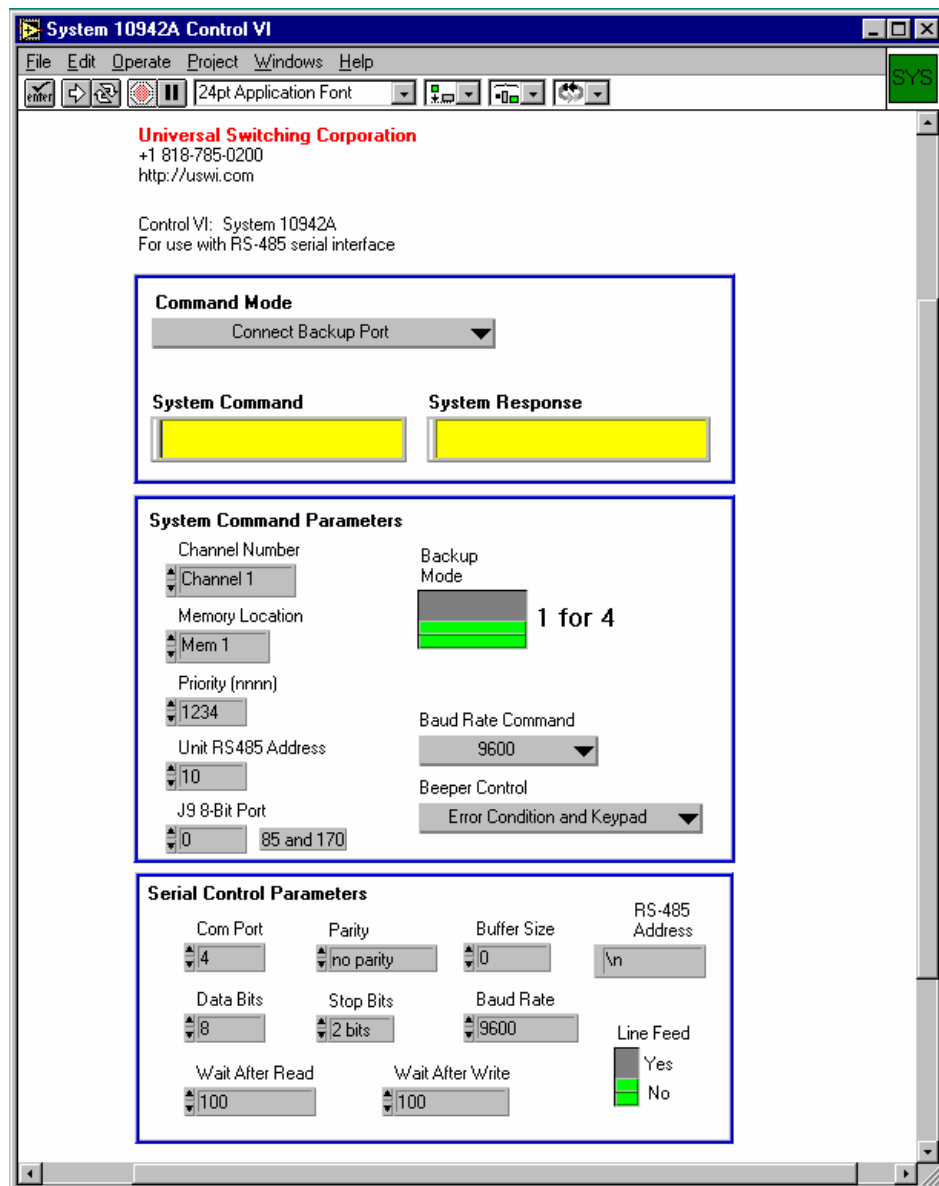 System 10942A Control VI
File Edit Operate Project Windows Help
enter 24pt Application Font SYS
Universal Switching Corporation
+1 818-785-0200
http://uswi.com
Control VI: System 10942A
For use with RS-485 serial interface
Command Mode
Connect Backup Port
System Command System Response
System Command Parameters
Channel Number
Channel 1
Backup
Mode
1 for 4
Memory Location
Mem 1
Priority (nnnn)
1234
Baud Rate Command
9600
Unit RS485 Address
10
Beeper Control
Error Condition and Keypad
J9 8-Bit Port
0 85 and 170
Serial Control Parameters
Com Port Parity Buffer Size RS-485
Address
4 no parity 0 \n
Data Bits Stop Bits Baud Rate
8 2 bits 9600
Line Feed
Yes
No
Wait After Read Wait After Write
100 100